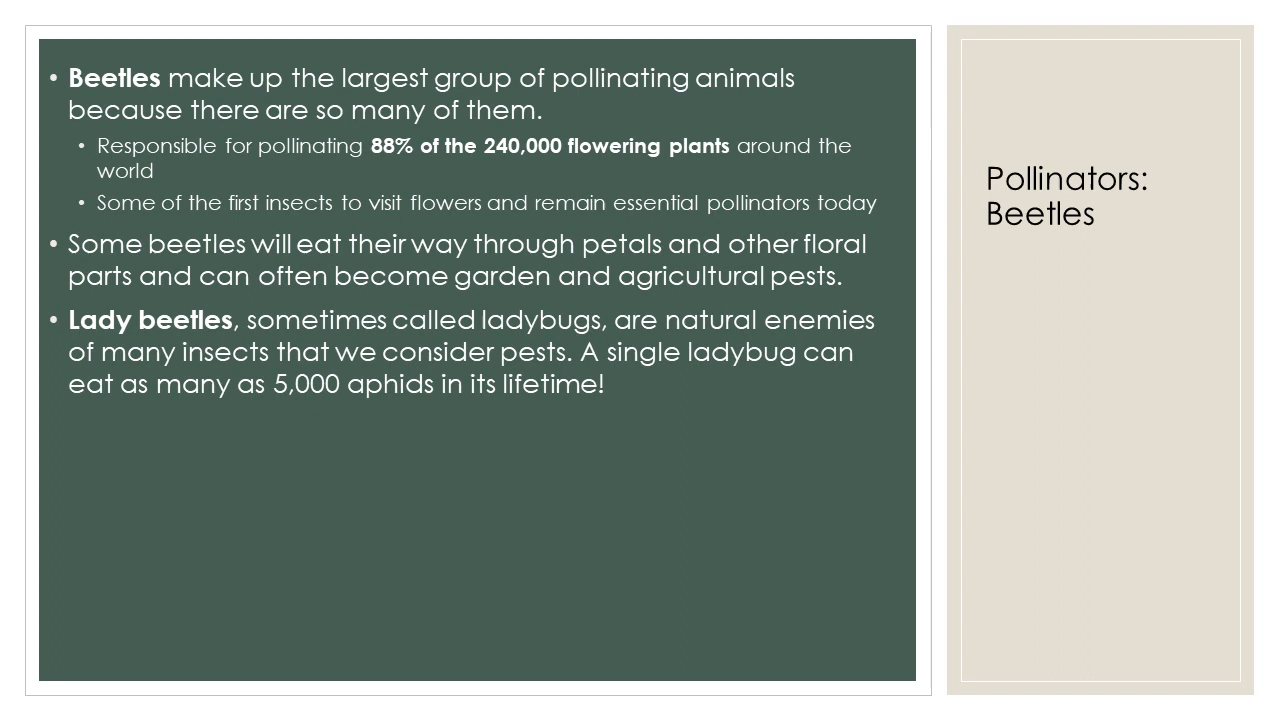 • Beetles make up the largest group of pollinating animals
because there are so many of them.
• Responsible for pollinating 88% of the 240,000 flowering plants around the
world
• Some of the first insects to visit flowers and remain essential pollinators today
• Some beetles will eat their way through petals and other floral
parts and can often become garden and agricultural pests.
• Lady beetles, sometimes called ladybugs, are natural enemies
of many insects that we consider pests. A single ladybug can
eat as many as 5,000 aphids in its lifetime!
Pollinators:
Beetles